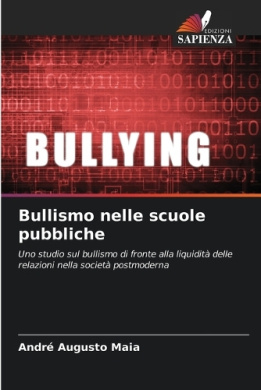 EDIZIONI
SAPIENZA
BULLYING
Bullismo nelle scuole
pubbliche
Uno studio sul bullismo di fronte alla liquidità delle
relazioni nella società postmoderna
André Augusto Maia